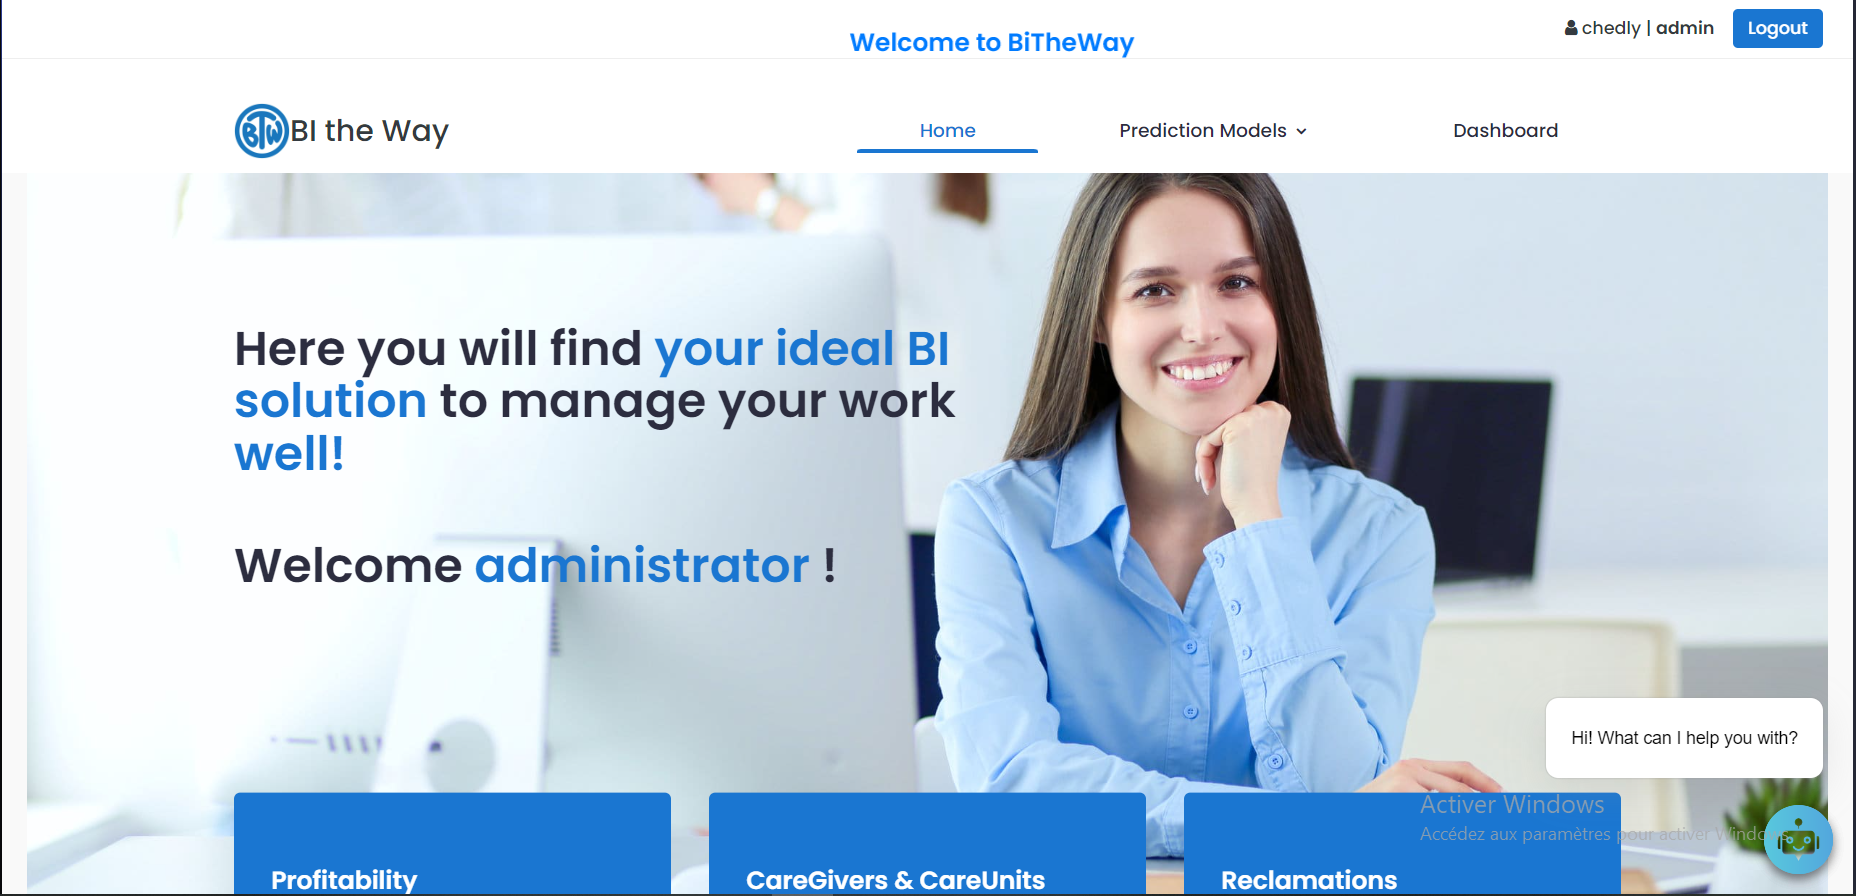 Welcome to BiTheWay
chedly | admin
Logout
BTW
BI the Way
Home
Prediction Models
Dashboard
Here you will find your ideal BI
solution to manage your work
well!
Welcome administrator !
Hi! What can I help you with?
Activer Windows
Accédez aux paramètres pour activer Windows.
Profitability
CareGivers & CareUnits
Reclamations